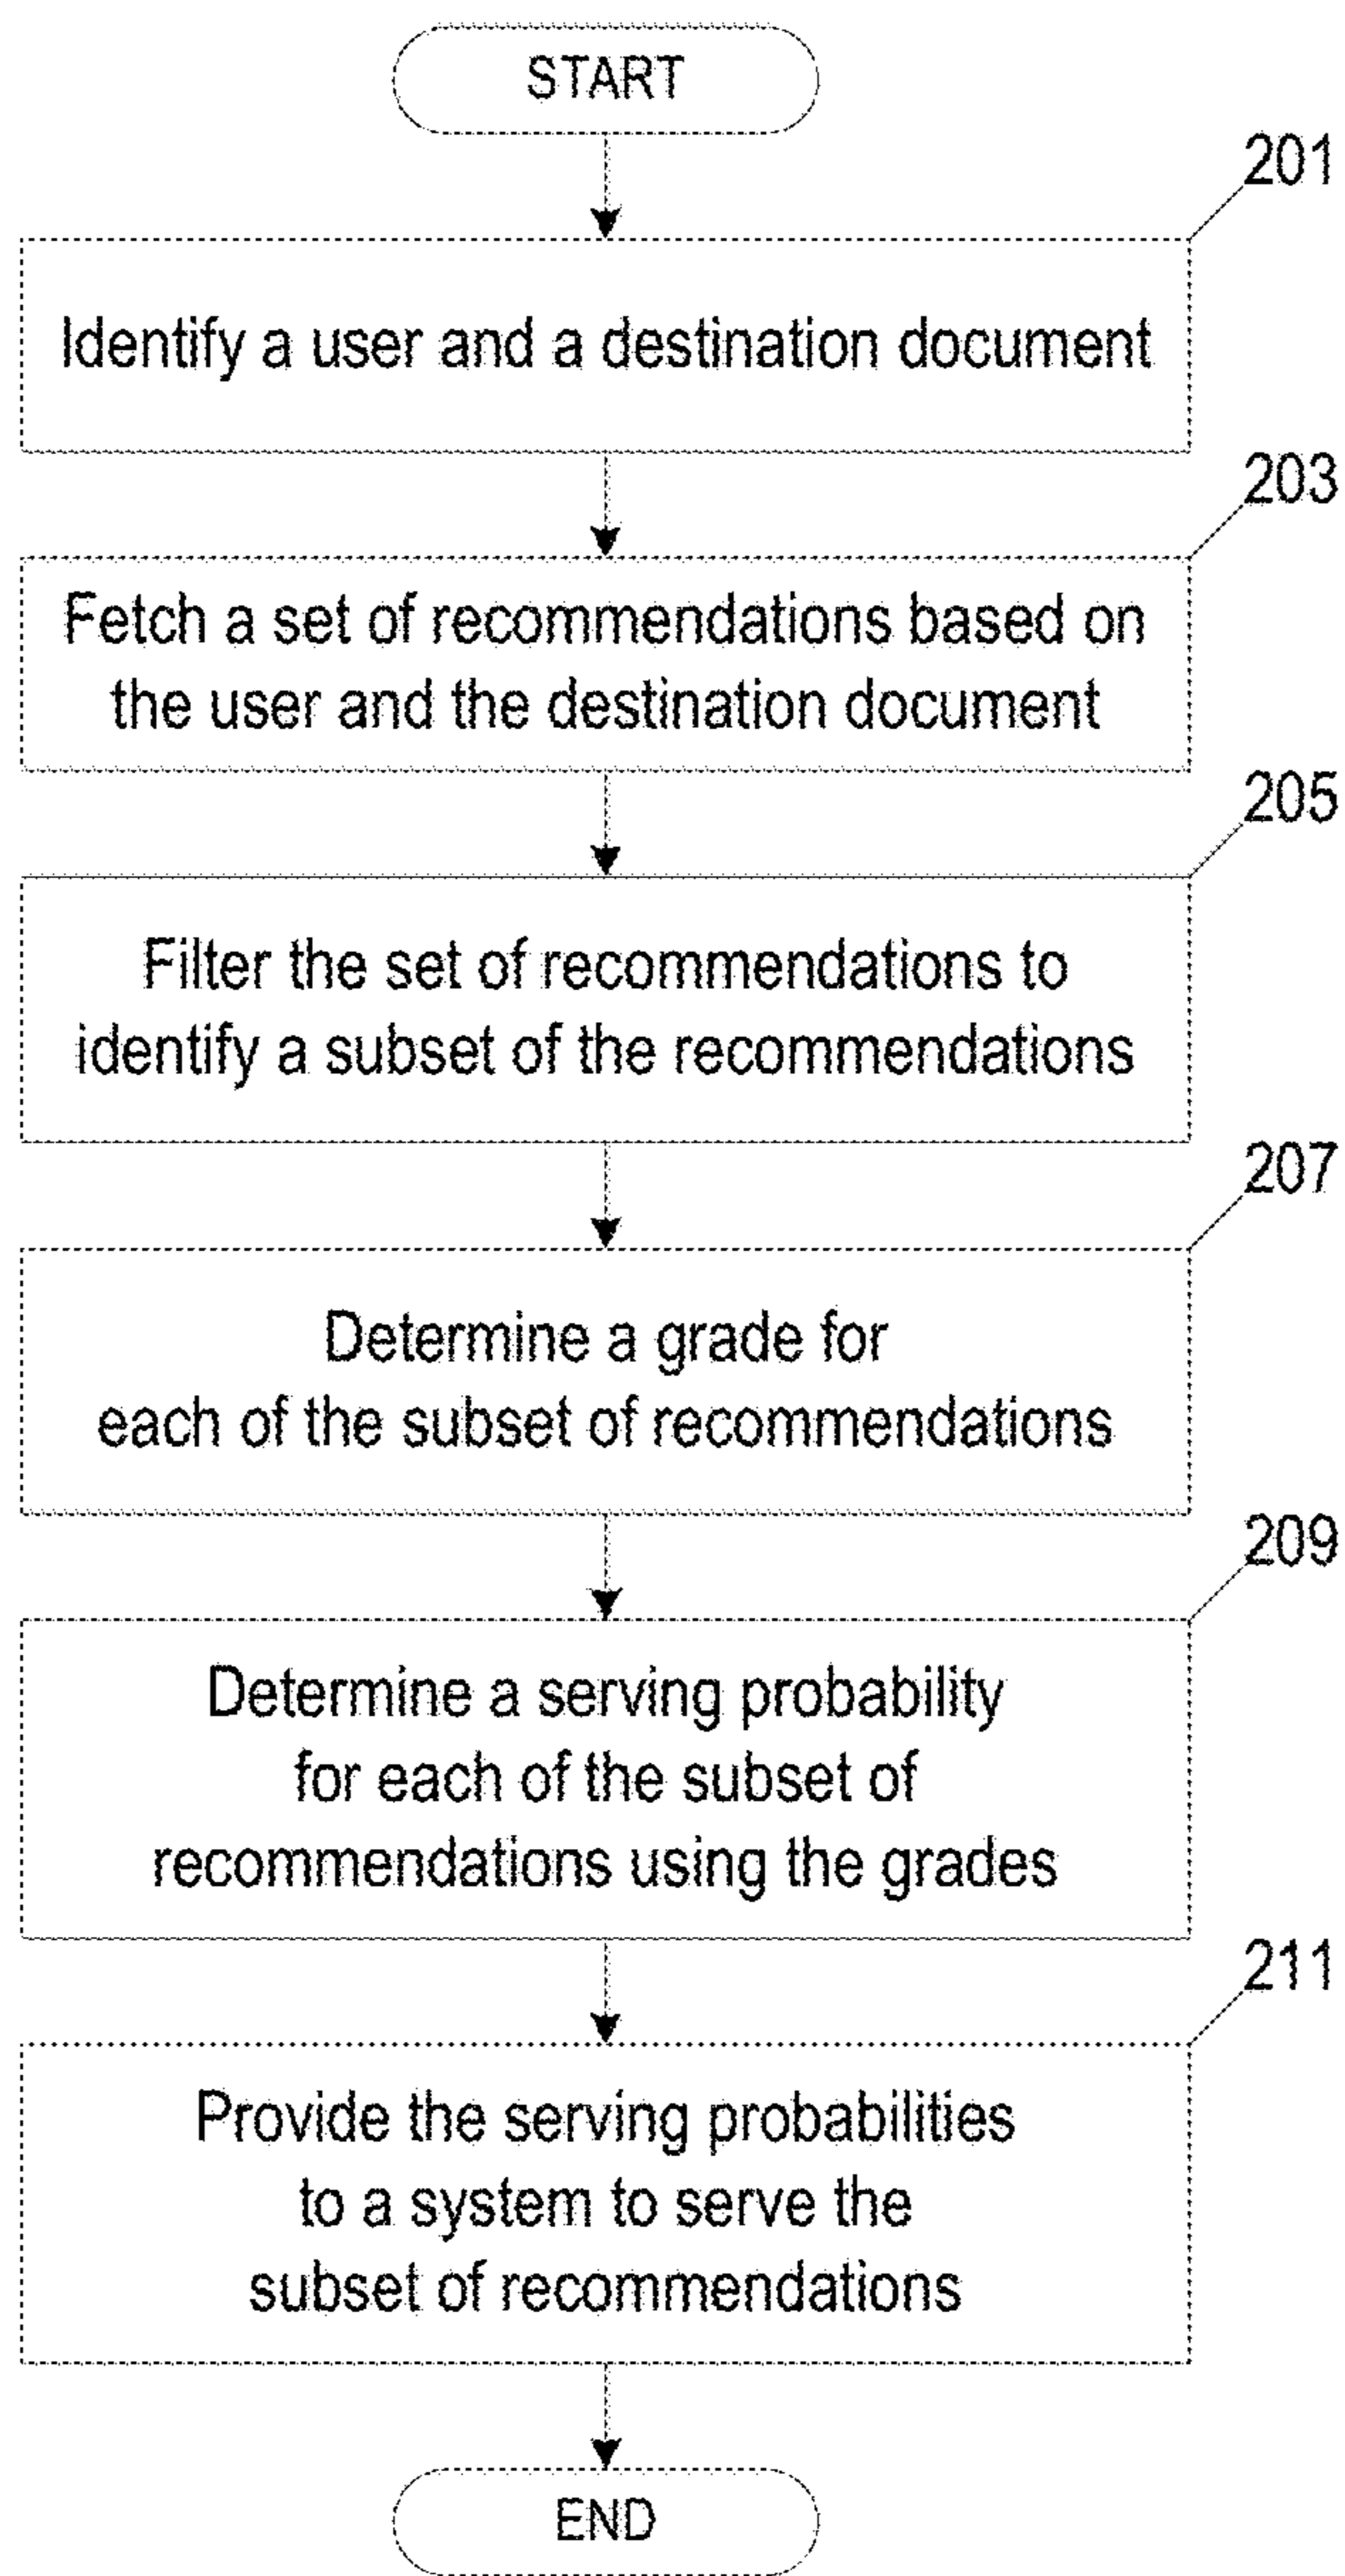 START
201
Identify a user and a destination document
203
Fetch a set of recommendations based on
the user and the destination document
205
Filter the set of recommendations to
identify a subset of the recommendations
207
Determine a grade for
each of the subset of recommendations
209
Determine a serving probability
for each of the subset of
recommendations using the grades
211
Provide the serving probabilities
to a system to serve the
subset of recommendations
END